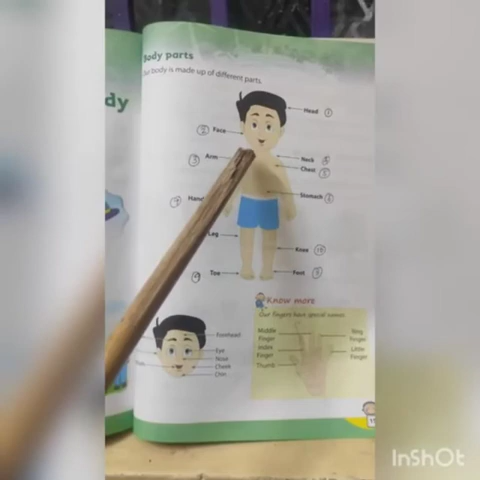 dy
Body parts
Our body is made up of different parts.
Head 1
Face
Arm
Neck
Chest
Hand
Stomach
Leg
Knee
Toe
Feet
Know more
Our fingers have special names.
Middle Finger
Ring Finger
Index Finger
Little Finger
Thumb
Forehead
Eye
Nose
Cheek
Chin
InShOt